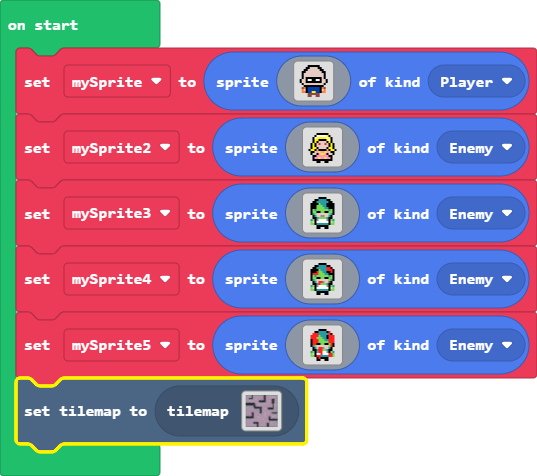 on start
set mySprite to sprite of kind Player
set mySprite2 to sprite of kind Enemy
set mySprite3 to sprite of kind Enemy
set mySprite4 to sprite of kind Enemy
set mySprite5 to sprite of kind Enemy
set tilemap to tilemap